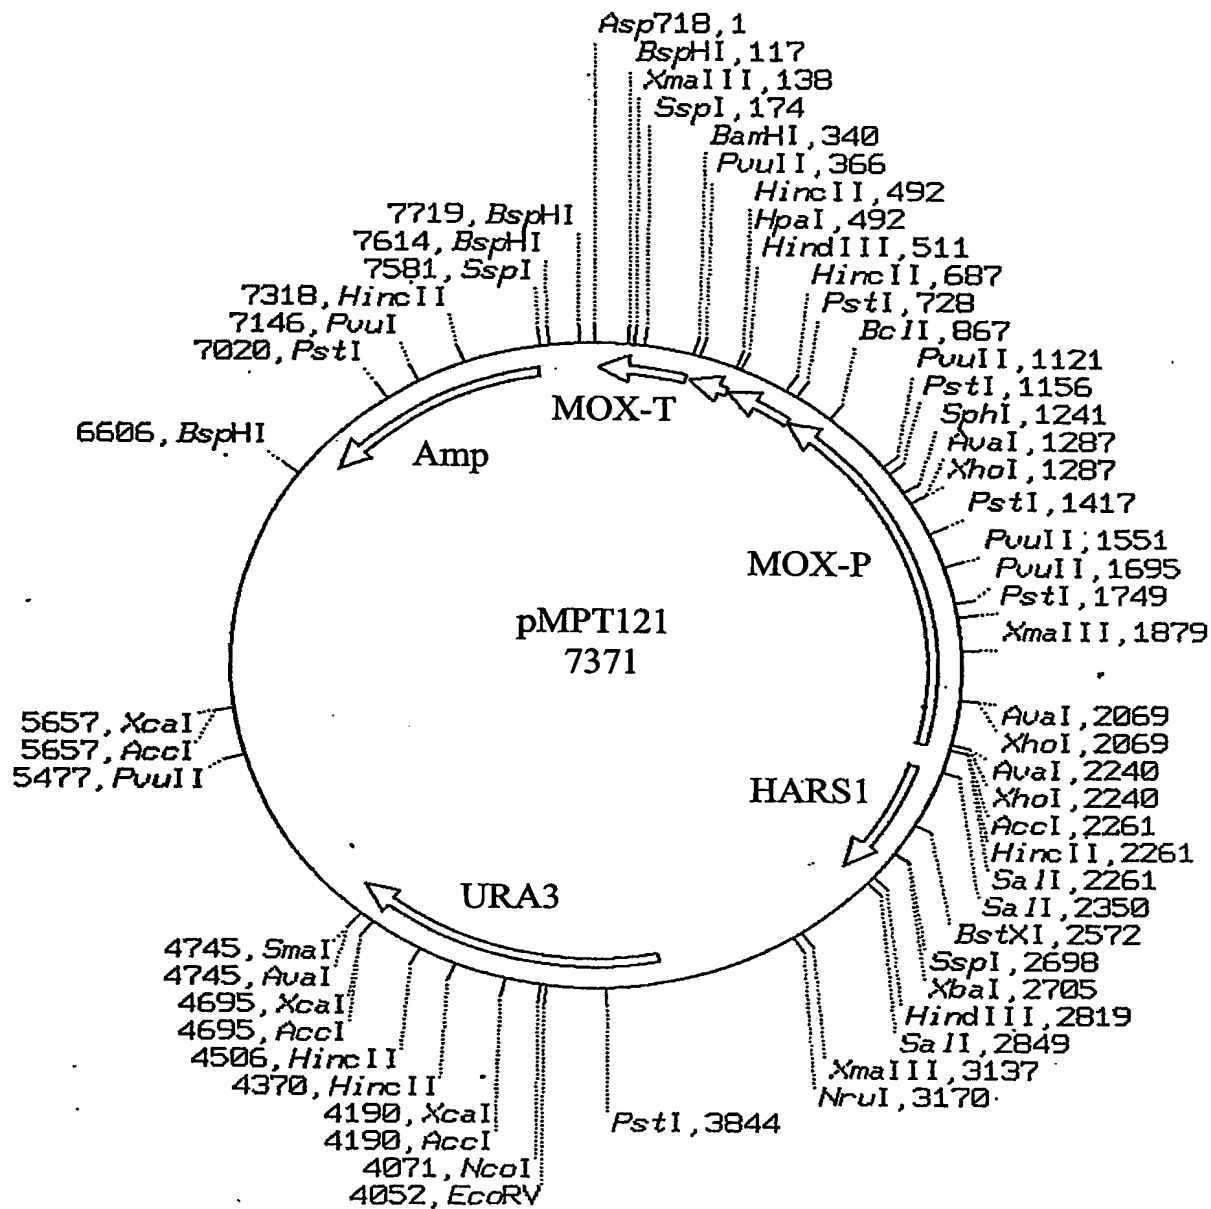 Asp718,1
BspHI,117
XmaIII,138
SspI,174
BamHI,340
PvuII,366
HincII,492
HpaI,492
HindIII,511
HincII,687
PstI,728
BclI,867
PvuII,1121
PstI,1156
SphI,1241
AvaI,1287
XhoI,1287
PstI,1417
PvuII,1551
PvuII,1695
PstI,1749
XmaIII,1879
AvaI,2069
XhoI,2069
AvaI,2240
XhoI,2240
AccI,2261
HincII,2261
SalI,2261
SalI,2350
BstXI,2572
SspI,2698
XbaI,2705
HindIII,2819
SalI,2849
XmaIII,3137
NruI,3170
PstI,3844
4052,EcoRV
4071,NcoI
4190,AccI
4190,XcaI
4370,HincII
4506,HincII
4695,AccI
4695,XcaI
4745,AvaI
4745,SmaI
5477,PvuII
5657,AccI
5657,XcaI
6606,BspHI
7020,PstI
7146,PvuI
7318,HincII
7581,SspI
7614,BspHI
7719,BspHI
MOX-T
Amp
MOX-P
pMPT121
7371
HARS1
URA3